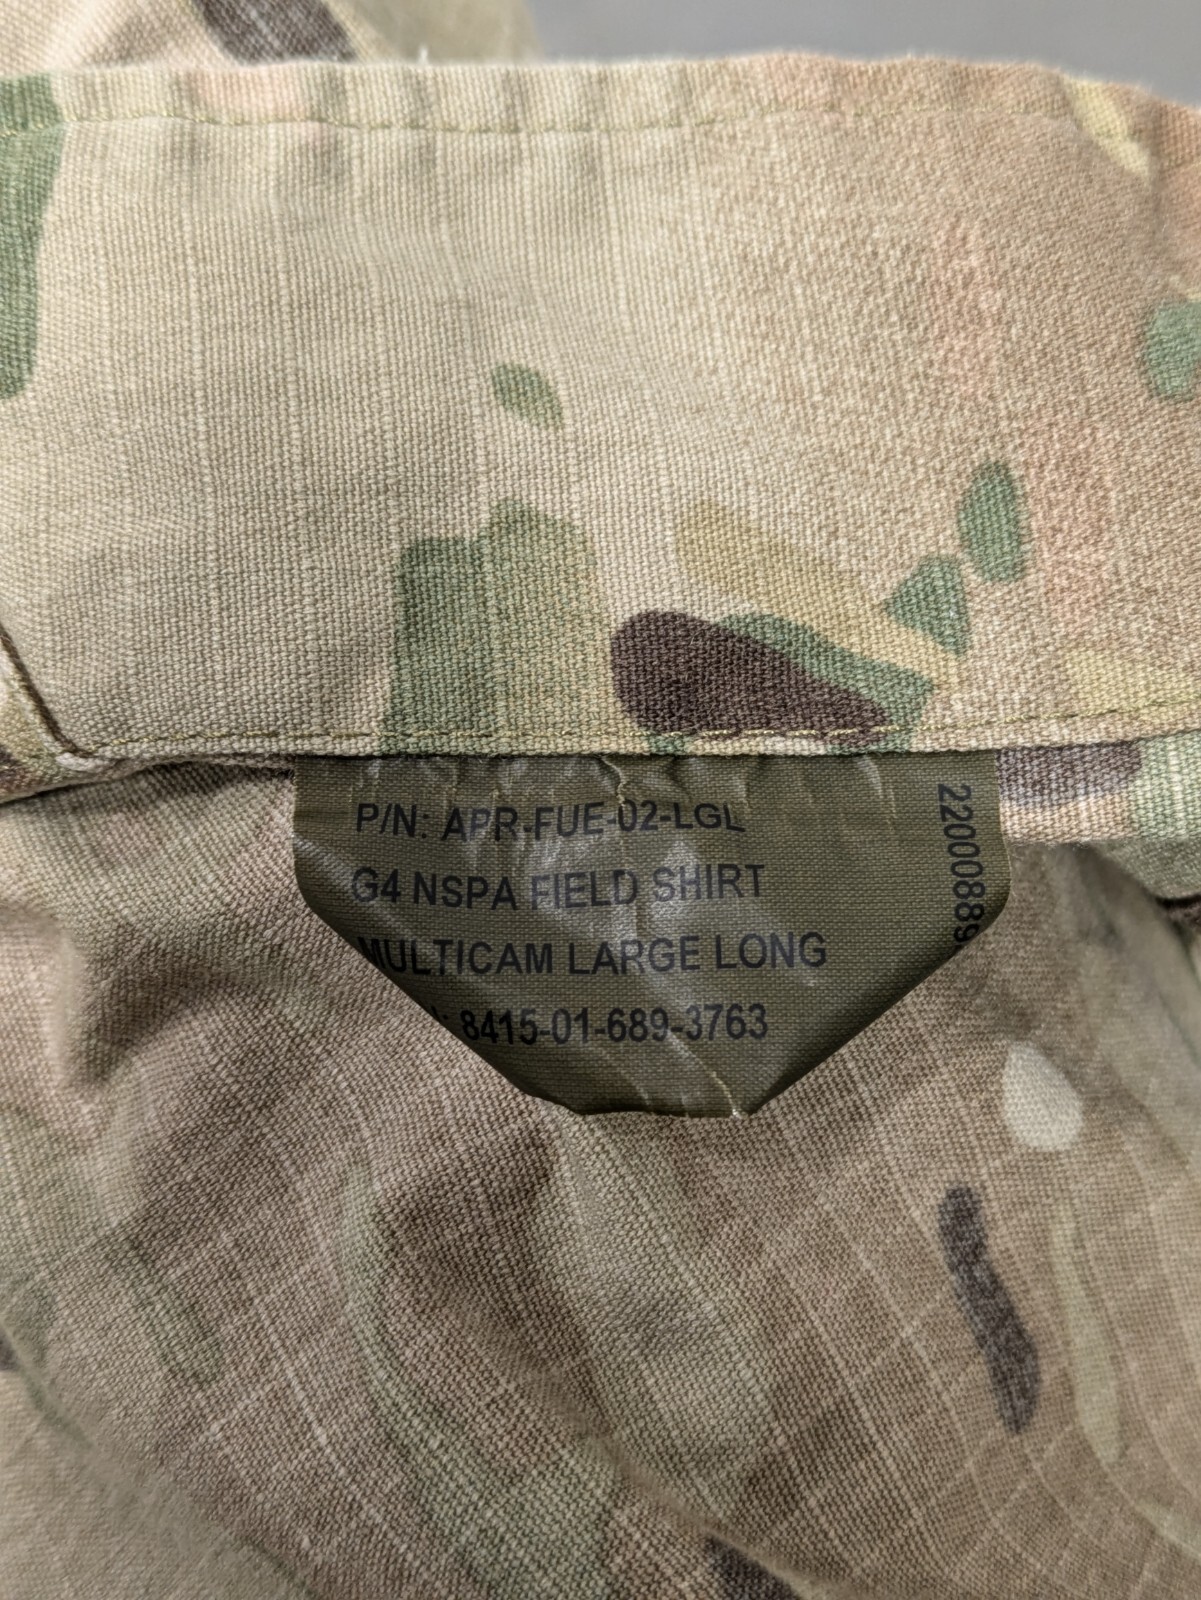 P/N: APR-FUE-02-LGL
G4 NSPA FIELD SHIRT
MULTICAM LARGE LONG
: 8415-01-689-3763
22000889